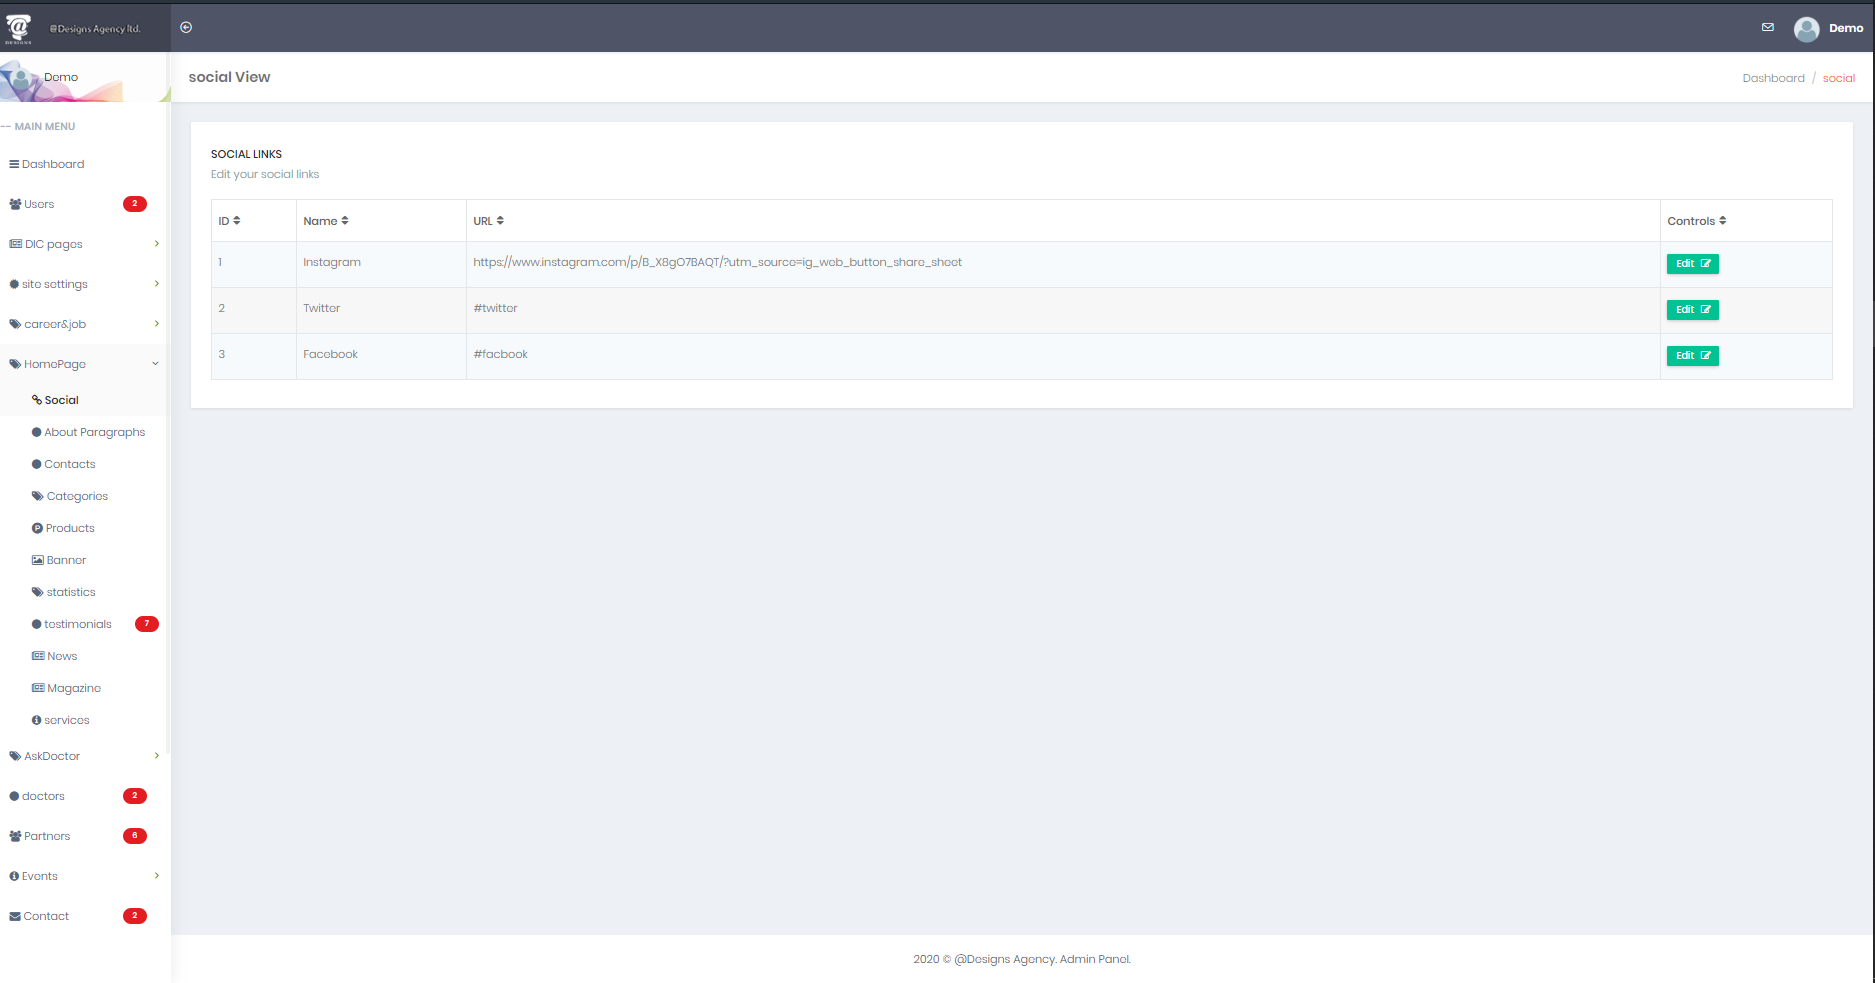 @Designs Agency ltd.
DESIGNS
Demo
Demo
social View
Dashboard / social
-- MAIN MENU
Dashboard
Users 2
DIC pages
site settings
career&job
HomePage
Social
About Paragraphs
Contacts
Categories
Products
Banner
statistics
testimonials 7
News
Magazine
services
AskDoctor
doctors 2
Partners 6
Events
Contact 2
SOCIAL LINKS
Edit your social links
ID Name URL Controls
1 Instagram https://www.instagram.com/p/B_X8gO7BAQT/?utm_source=ig_web_button_share_sheet Edit
2 Twitter #twitter Edit
3 Facebook #facbook Edit
2020 © @Designs Agency. Admin Panel.